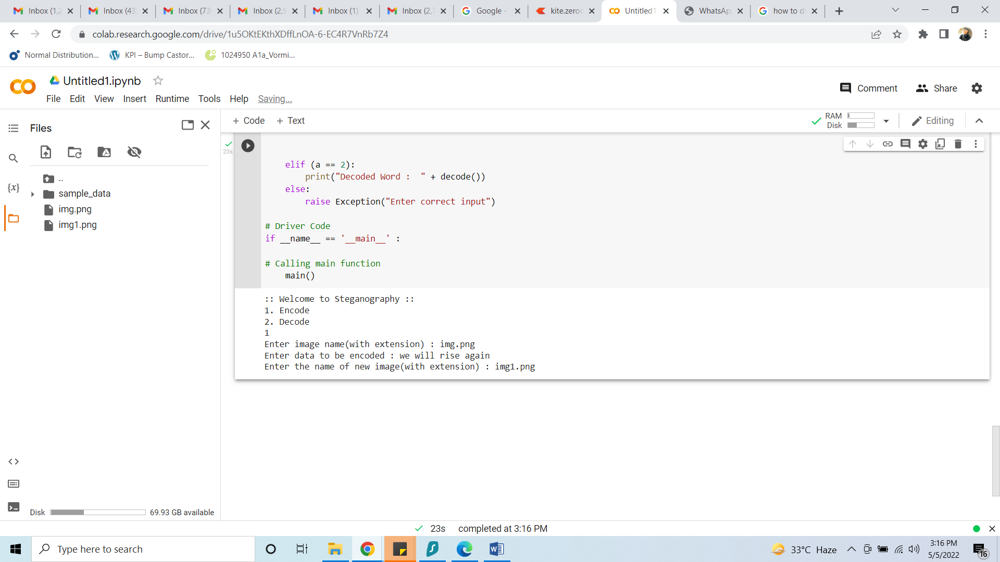 Inbox (1,2
Inbox (43
Inbox (73
Inbox (2,9
Inbox (1)
Inbox (2,7
Google -
kite.zeroc
Untitled1
WhatsAp
how to di
colab.research.google.com/drive/1u5OKtEKthXDffLnOA-6-EC4R7VnRb7Z4
Normal Distribution...
KPI – Bump Castor...
1024950 A1a_Vormi...
Untitled1.ipynb
File Edit View Insert Runtime Tools Help Saving...
Comment
Share
Files
+ Code + Text
RAM
Disk
Editing
..
sample_data
img.png
img1.png
{x}
23s
elif (a == 2):
print("Decoded Word :  " + decode())
else:
raise Exception("Enter correct input")
# Driver Code
if __name__ == '__main__' :
# Calling main function
main()
:: Welcome to Steganography ::
1. Encode
2. Decode
1
Enter image name(with extension) : img.png
Enter data to be encoded : we will rise again
Enter the name of new image(with extension) : img1.png
Disk
69.93 GB available
23s completed at 3:16 PM
Type here to search
33°C Haze
3:16 PM
5/5/2022
16